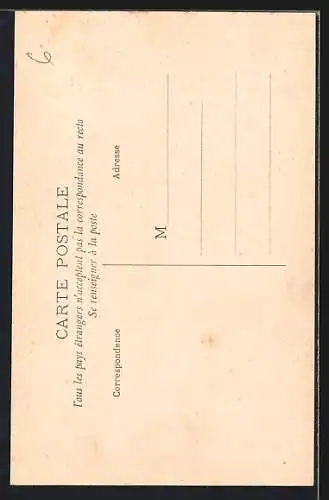 CARTE POSTALE
Tous les pays étrangers n'acceptent pas la correspondance au recto
Se renseigner à la poste
Correspondance
Adresse
M
6